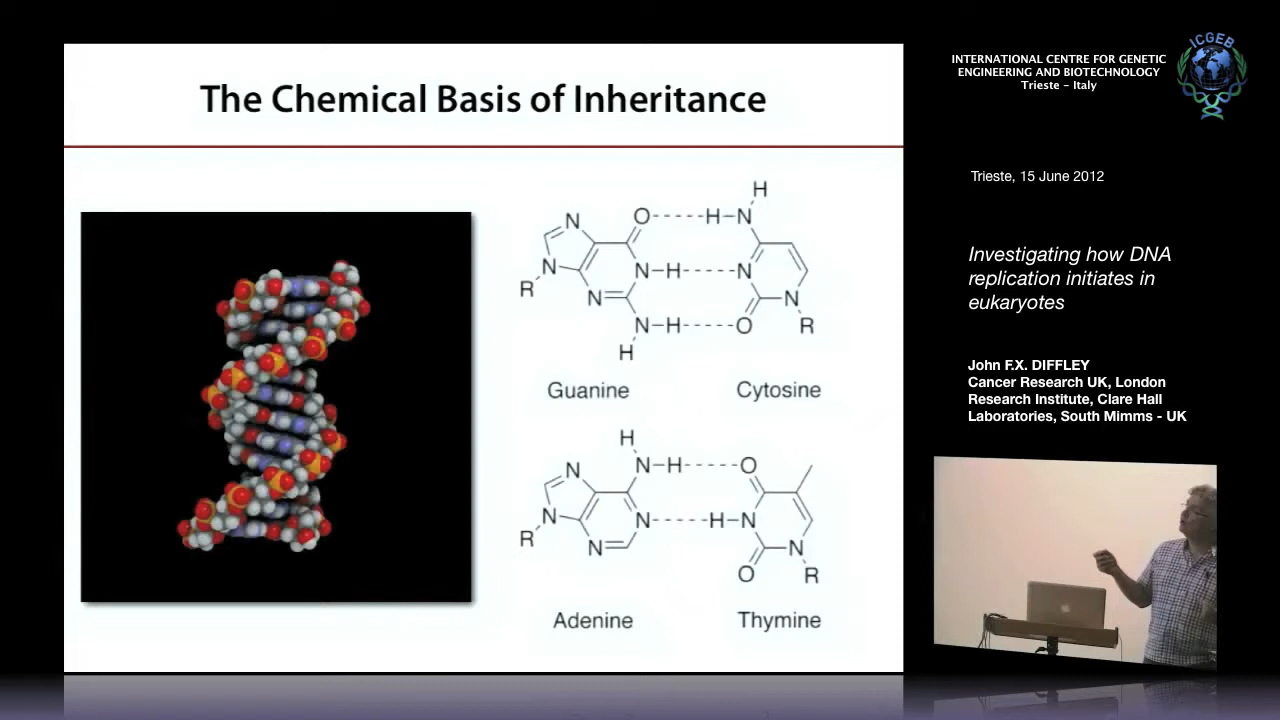 The Chemical Basis of Inheritance
H
N
O
H
N
N
R
N
H
N
N
N
H
O
N
R
H
Guanine
Cytosine
H
N
N
H
O
N
R
N
N
H
N
O
N
R
Adenine
Thymine
ICGEB
INTERNATIONAL CENTRE FOR GENETIC
ENGINEERING AND BIOTECHNOLOGY
Trieste – Italy
Trieste, 15 June 2012
Investigating how DNA
replication initiates in
eukaryotes
John F.X. DIFFLEY
Cancer Research UK, London
Research Institute, Clare Hall
Laboratories, South Mimms - UK